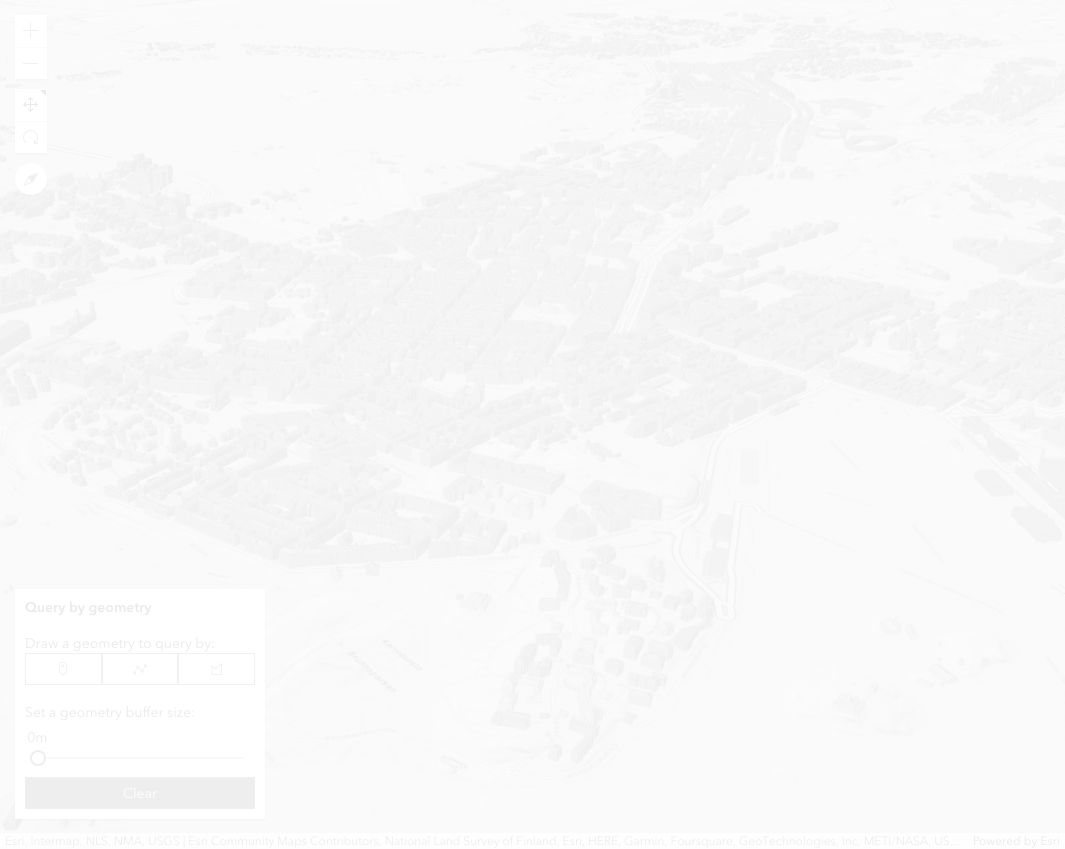 Query by geometry
Draw a geometry to query by:
Set a geometry buffer size:
0m
Clear
Esri, Intermap, NLS, NMA, USGS | Esri Community Maps Contributors, National Land Survey of Finland, Esri, HERE, Garmin, Foursquare, GeoTechnologies, Inc, METI/NASA, US...
Powered by Esri